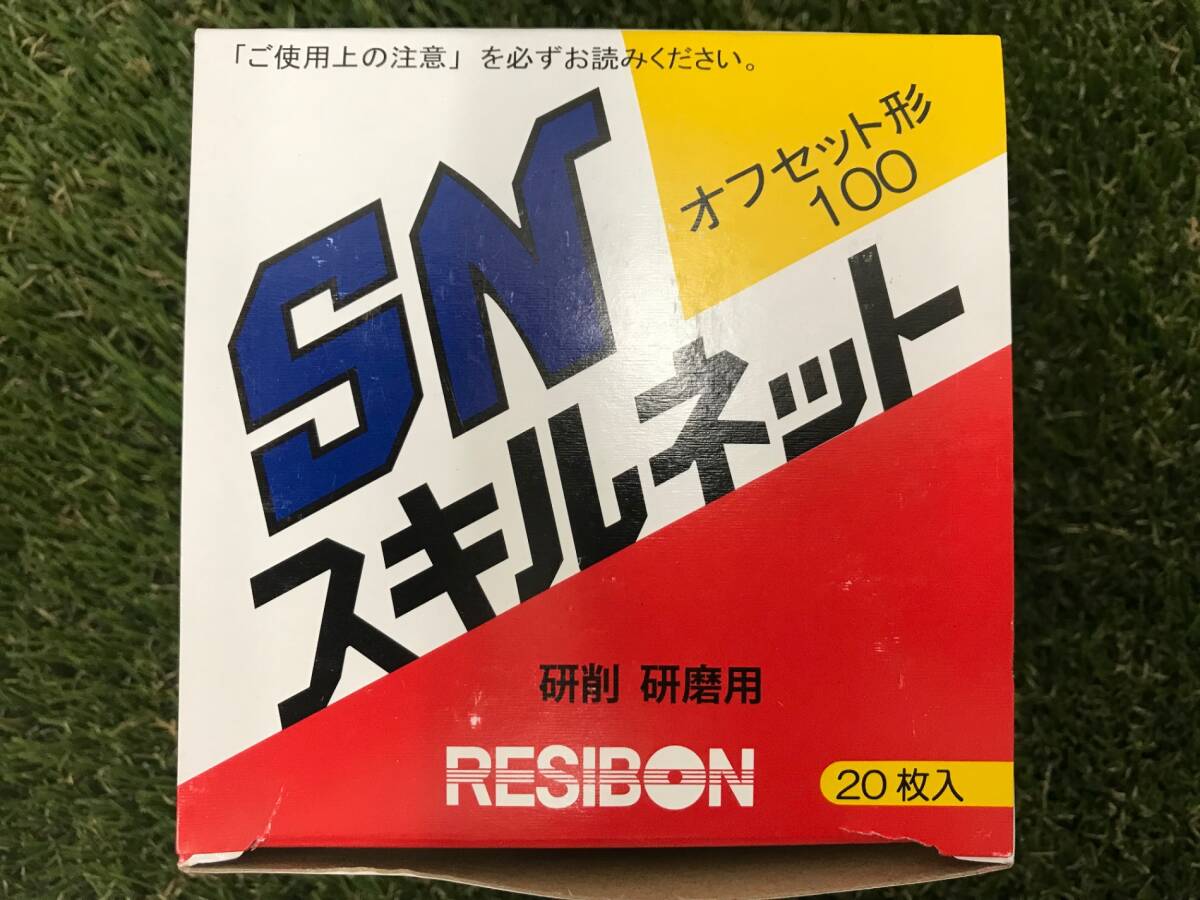 「ご使用上の注意」を必ずお読みください。
オフセット形
100
SN
スキルネット
研削 研磨用
RESIBON
20枚入